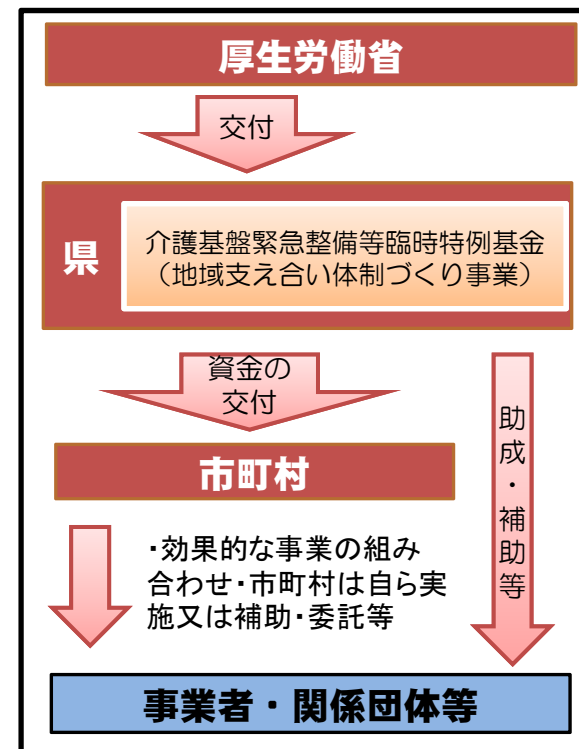 厚生労働省
交付
県
介護基盤緊急整備等臨時特例基金
（地域支え合い体制づくり事業）
資金の
交付
助成・補助等
市町村
・効果的な事業の組み
合わせ・市町村は自ら実
施又は補助・委託等
事業者・関係団体等